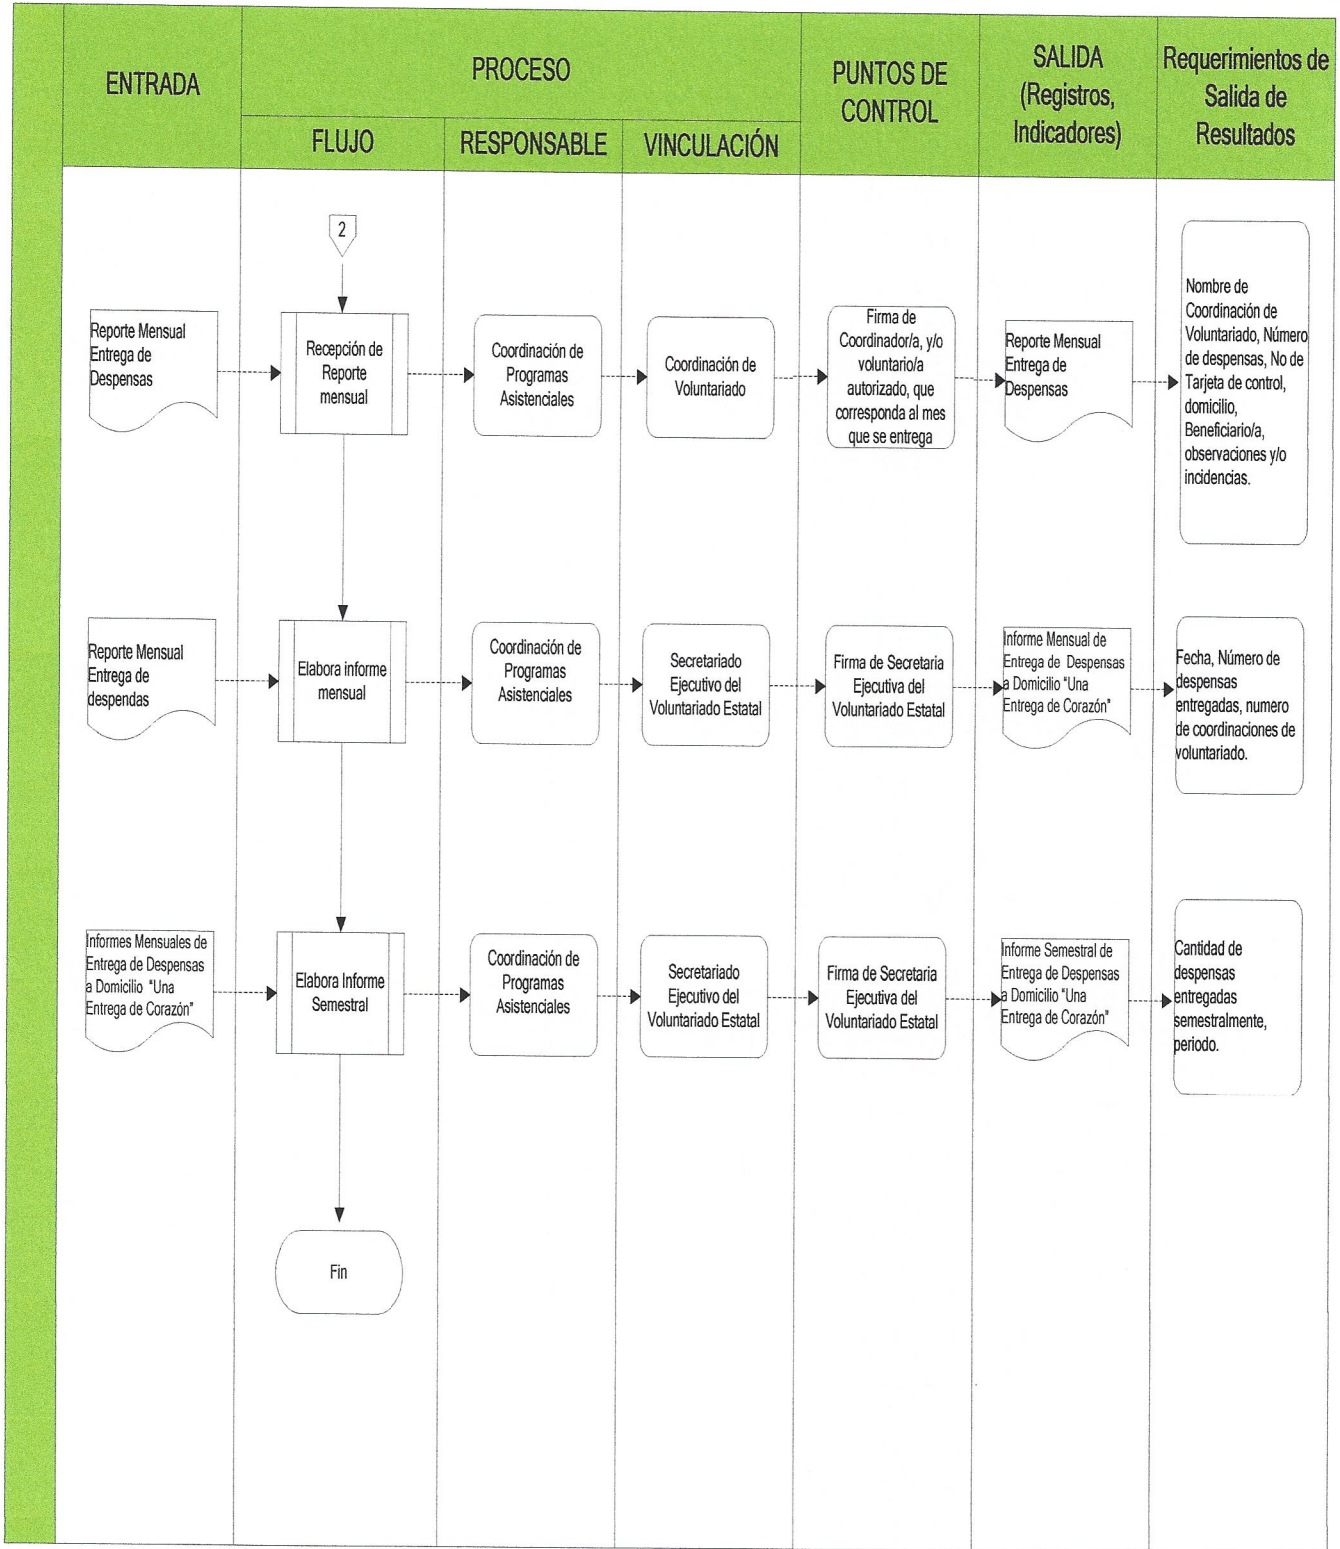 ENTRADA
PROCESO
PUNTOS DE
CONTROL
SALIDA
(Registros,
Indicadores)
Requerimientos de
Salida de
Resultados
FLUJO
RESPONSABLE
VINCULACIÓN
2
Reporte Mensual
Entrega de
Despensas
Recepción de
Reporte
mensual
Coordinación de
Programas
Asistenciales
Coordinación de
Voluntariado
Firma de
Coordinador/a, y/o
voluntario/a
autorizado, que
corresponda al mes
que se entrega
Reporte Mensual
Entrega de
Despensas
Nombre de
Coordinación de
Voluntariado, Número
de despensas, No de
Tarjeta de control,
domicilio,
Beneficiario/a,
observaciones y/o
incidencias.
Reporte Mensual
Entrega de
despendas
Elabora informe
mensual
Coordinación de
Programas
Asistenciales
Secretariado
Ejecutivo del
Voluntariado Estatal
Firma de Secretaria
Ejecutiva del
Voluntariado Estatal
Informe Mensual de
Entrega de Despensas
a Domicilio "Una
Entrega de Corazón"
Fecha, Número de
despensas
entregadas, numero
de coordinaciones de
voluntariado.
Informes Mensuales de
Entrega de Despensas
a Domicilio "Una
Entrega de Corazón"
Elabora Informe
Semestral
Coordinación de
Programas
Asistenciales
Secretariado
Ejecutivo del
Voluntariado Estatal
Firma de Secretaria
Ejecutiva del
Voluntariado Estatal
Informe Semestral de
Entrega de Despensas
a Domicilio "Una
Entrega de Corazón"
Cantidad de
despensas
entregadas
semestralmente,
periodo.
Fin